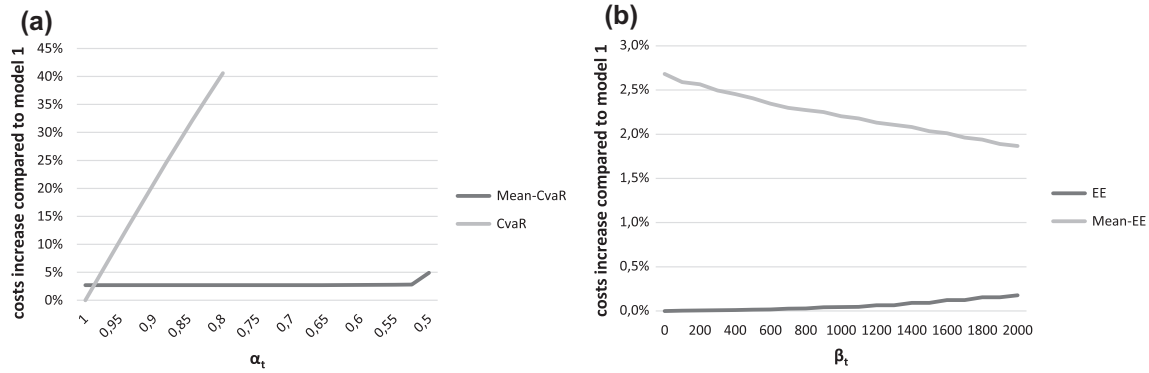 (a)
costs increase compared to model 1
45%
40%
35%
30%
25%
20%
15%
10%
5%
0%
1
0,95
0,9
0,85
0,8
0,75
0,7
0,65
0,6
0,55
0,5
αt
Mean-CvaR
CvaR
(b)
costs increase compared to model 1
3,0%
2,5%
2,0%
1,5%
1,0%
0,5%
0,0%
0 200 400 600 800 1000 1200 1400 1600 1800 2000
βt
EE
Mean-EE